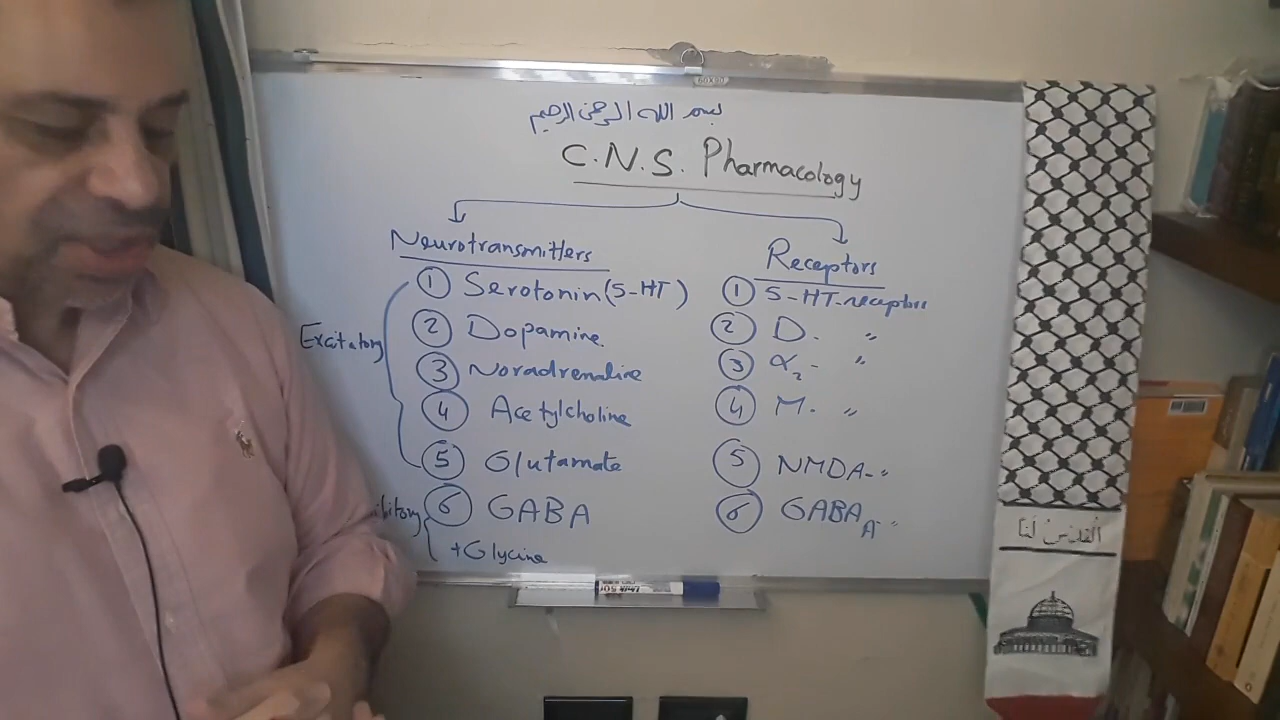 بسم الله الرحمن الرحيم
C.N.S. Pharmacology
Neurotransmitters
① Serotonin (5-HT)
② Dopamine
③ Noradrenaline
④ Acetylcholine
⑤ Glutamate
⑥ GABA
+ Glycine
Excitatory
Receptors
① 5-HT-receptors
② D. "
③ α₂- "
④ M. "
⑤ NMDA- "
⑥ GABA A- "
القدس لنا